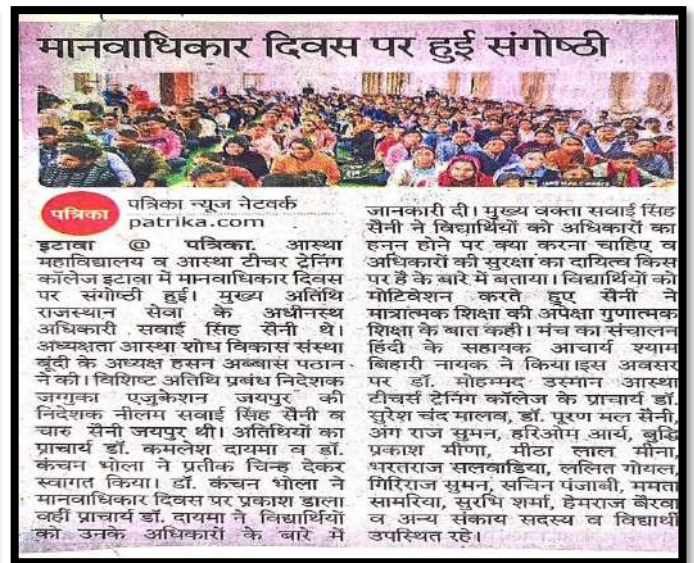 मानवाधिकार दिवस पर हुई संगोष्ठी
पत्रिका
पत्रिका न्यूज नेटवर्क
patrika.com
इटावा @ पत्रिका. आस्था
महाविद्यालय व आस्था टीचर ट्रेनिंग
कॉलेज इटावा में मानवाधिकार दिवस
पर संगोष्ठी हुई। मुख्य अतिथि
राजस्थान सेवा के अधीनस्थ
अधिकारी सवाई सिंह सैनी थे।
अध्यक्षता आस्था शोध विकास संस्था
बूंदी के अध्यक्ष हसन अब्बास पठान
ने की। विशिष्ट अतिथि प्रबंध निदेशक
जग्गुका एजुकेशन जयपुर की
निदेशक नीलम सवाई सिंह सैनी व
चारु सैनी जयपुर थी। अतिथियों का
प्राचार्य डॉ. कमलेश दायमा व डॉ.
कंचन भोला ने प्रतीक चिन्ह देकर
स्वागत किया। डॉ. कंचन भोला ने
मानवाधिकार दिवस पर प्रकाश डाला
वहीं प्राचार्य डॉ. दायमा ने विद्यार्थियों
को उनके अधिकारों के बारे में
जानकारी दी। मुख्य वक्ता सवाई सिंह
सैनी ने विद्यार्थियों को अधिकारों का
हनन होने पर क्या करना चाहिए व
अधिकारों की सुरक्षा का दायित्व किस
पर है के बारे में बताया। विद्यार्थियों को
मोटिवेशन करते हुए सैनी ने
मात्रात्मक शिक्षा की अपेक्षा गुणात्मक
शिक्षा के बात कही। मंच का संचालन
हिंदी के सहायक आचार्य श्याम
बिहारी नायक ने किया।इस अवसर
पर डॉ. मोहम्मद उस्मान आस्था
टीचर्स ट्रेनिंग कॉलेज के प्राचार्य डॉ.
सुरेश चंद मालव, डॉ. पूरण मल सैनी,
अंग राज सुमन, हरिओम आर्य, बुद्धि
प्रकाश मीणा, मीठा लाल मीना,
भरतराज सलवाडिया, ललित गोयल,
गिरिराज सुमन, सचिन पंजाबी, ममता
सामरिया, सुरभि शर्मा, हेमराज बैरवा
व अन्य संकाय सदस्य व विद्यार्थी
उपस्थित रहे।